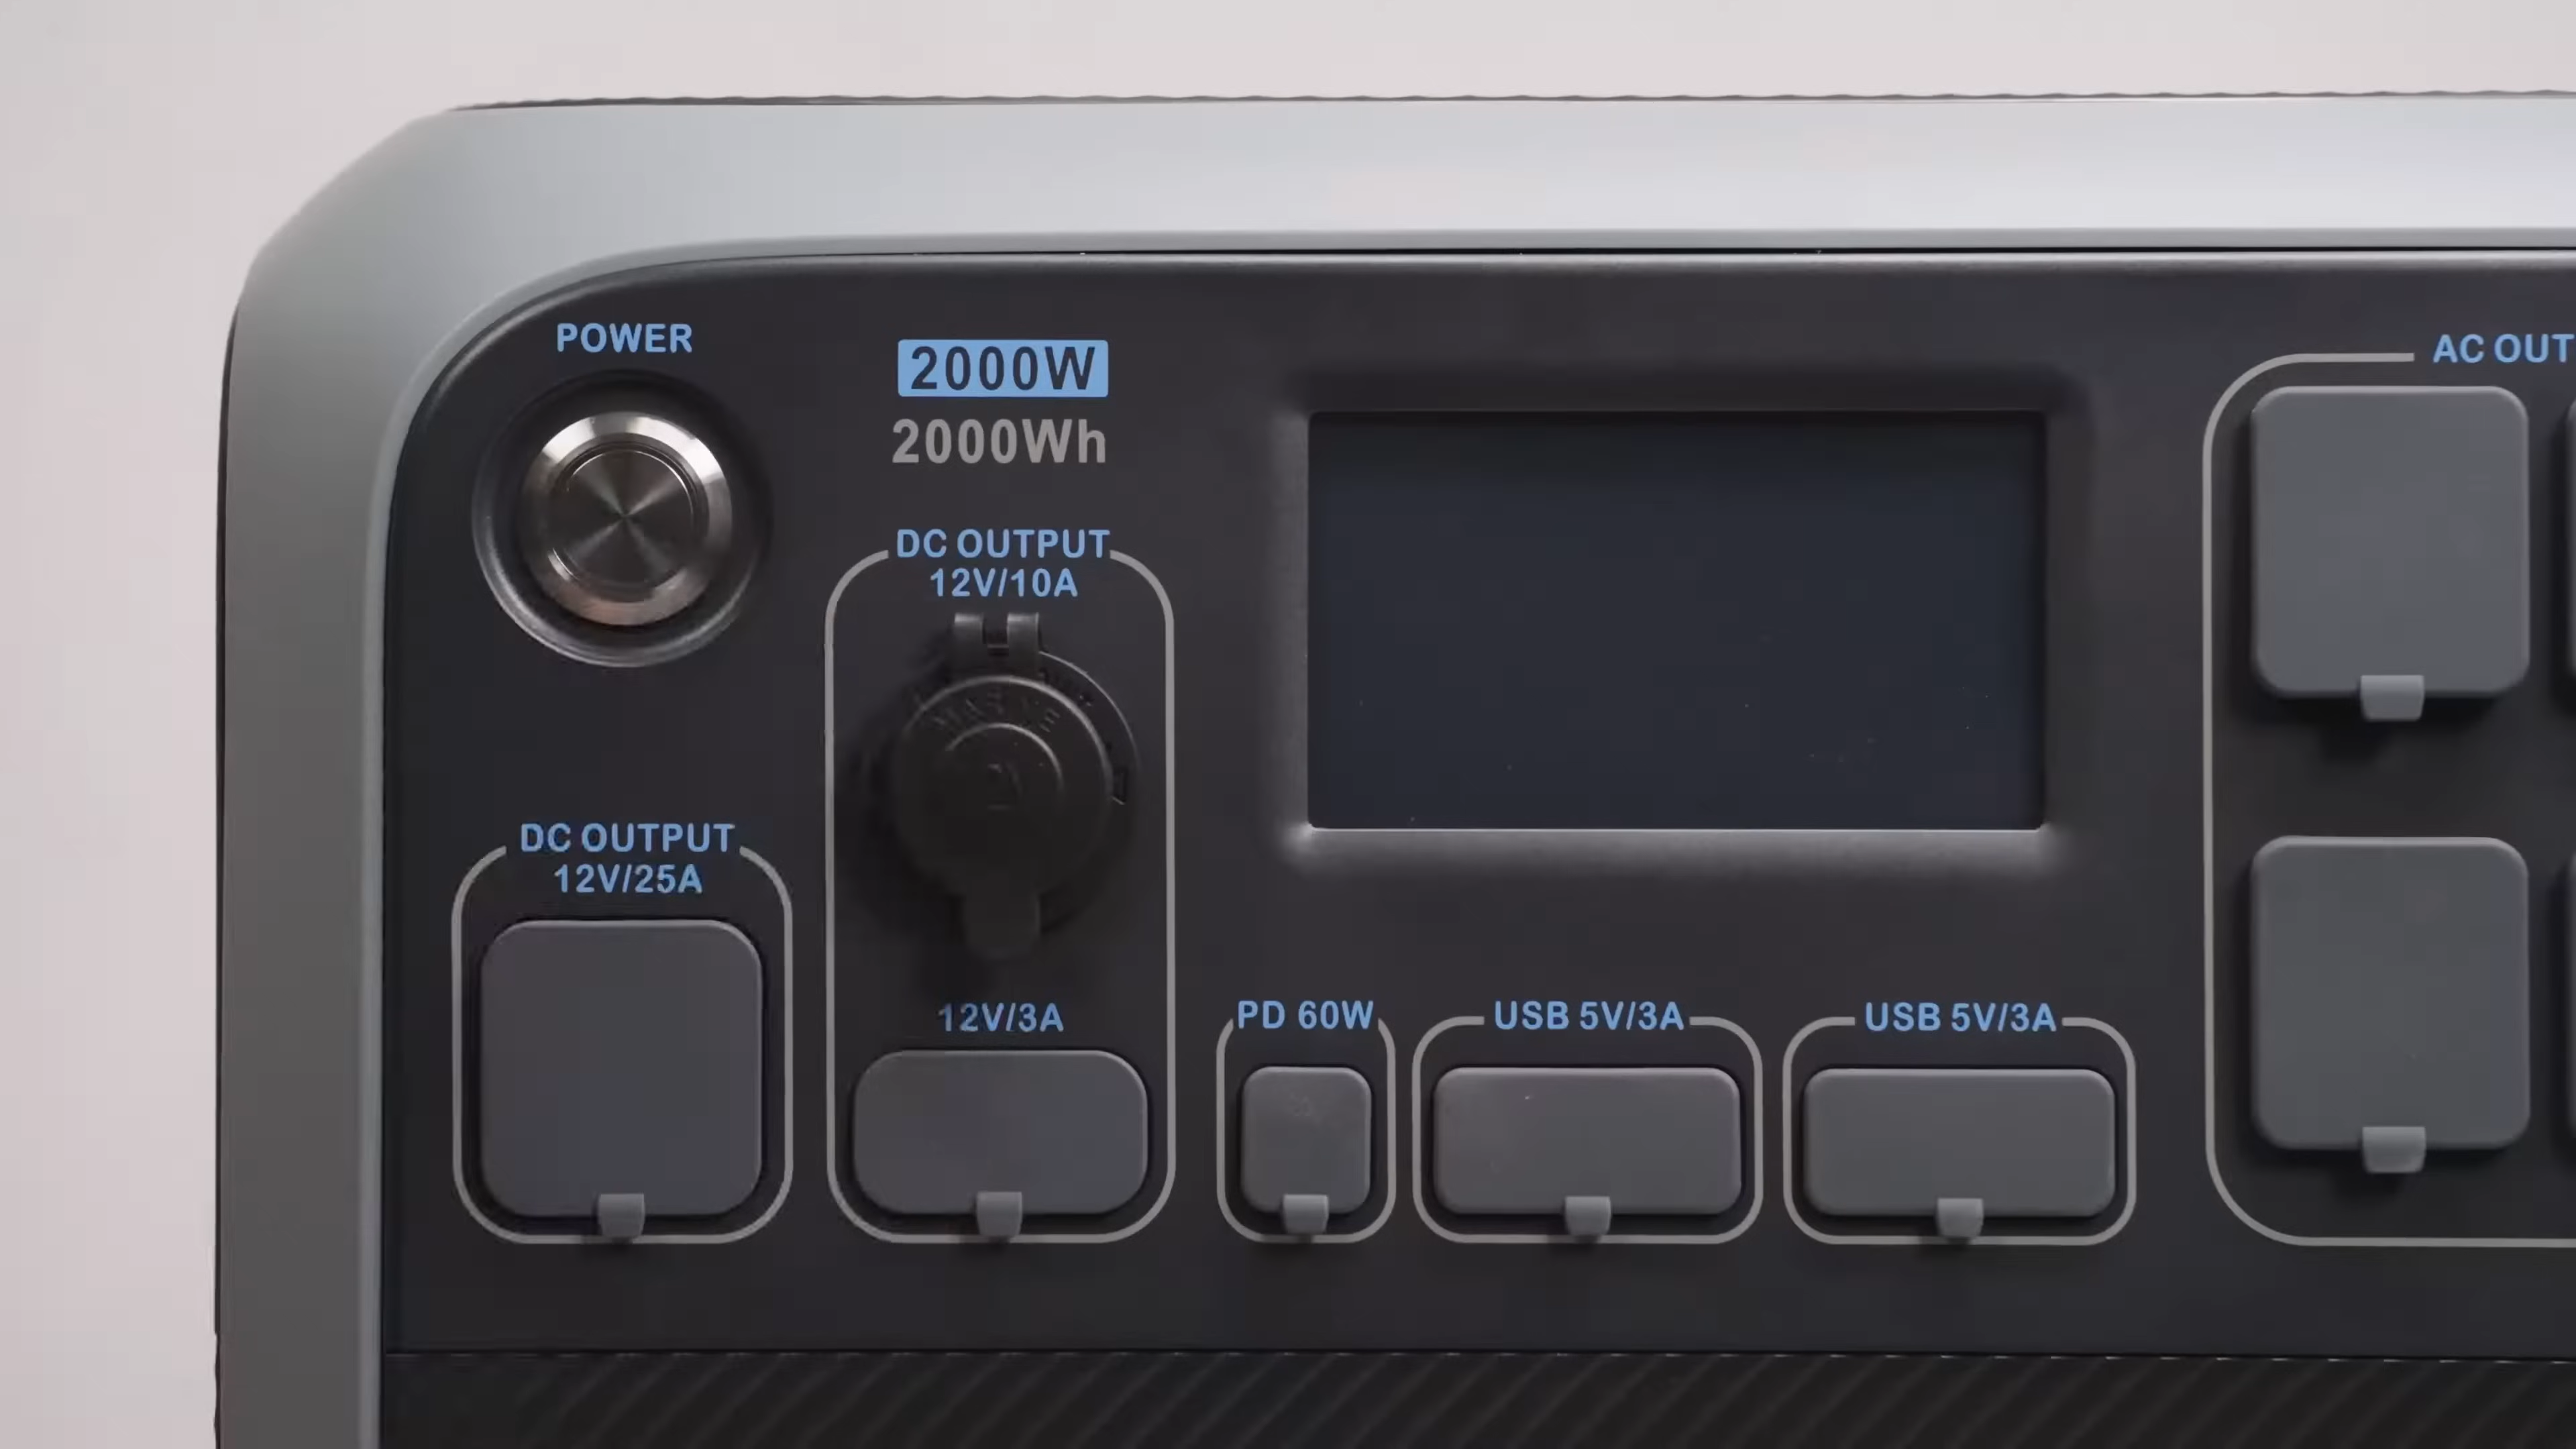 POWER
2000W
2000Wh
DC OUTPUT
12V/10A
MARINE
DC OUTPUT
12V/25A
12V/3A
PD 60W
USB 5V/3A
USB 5V/3A
AC OUT